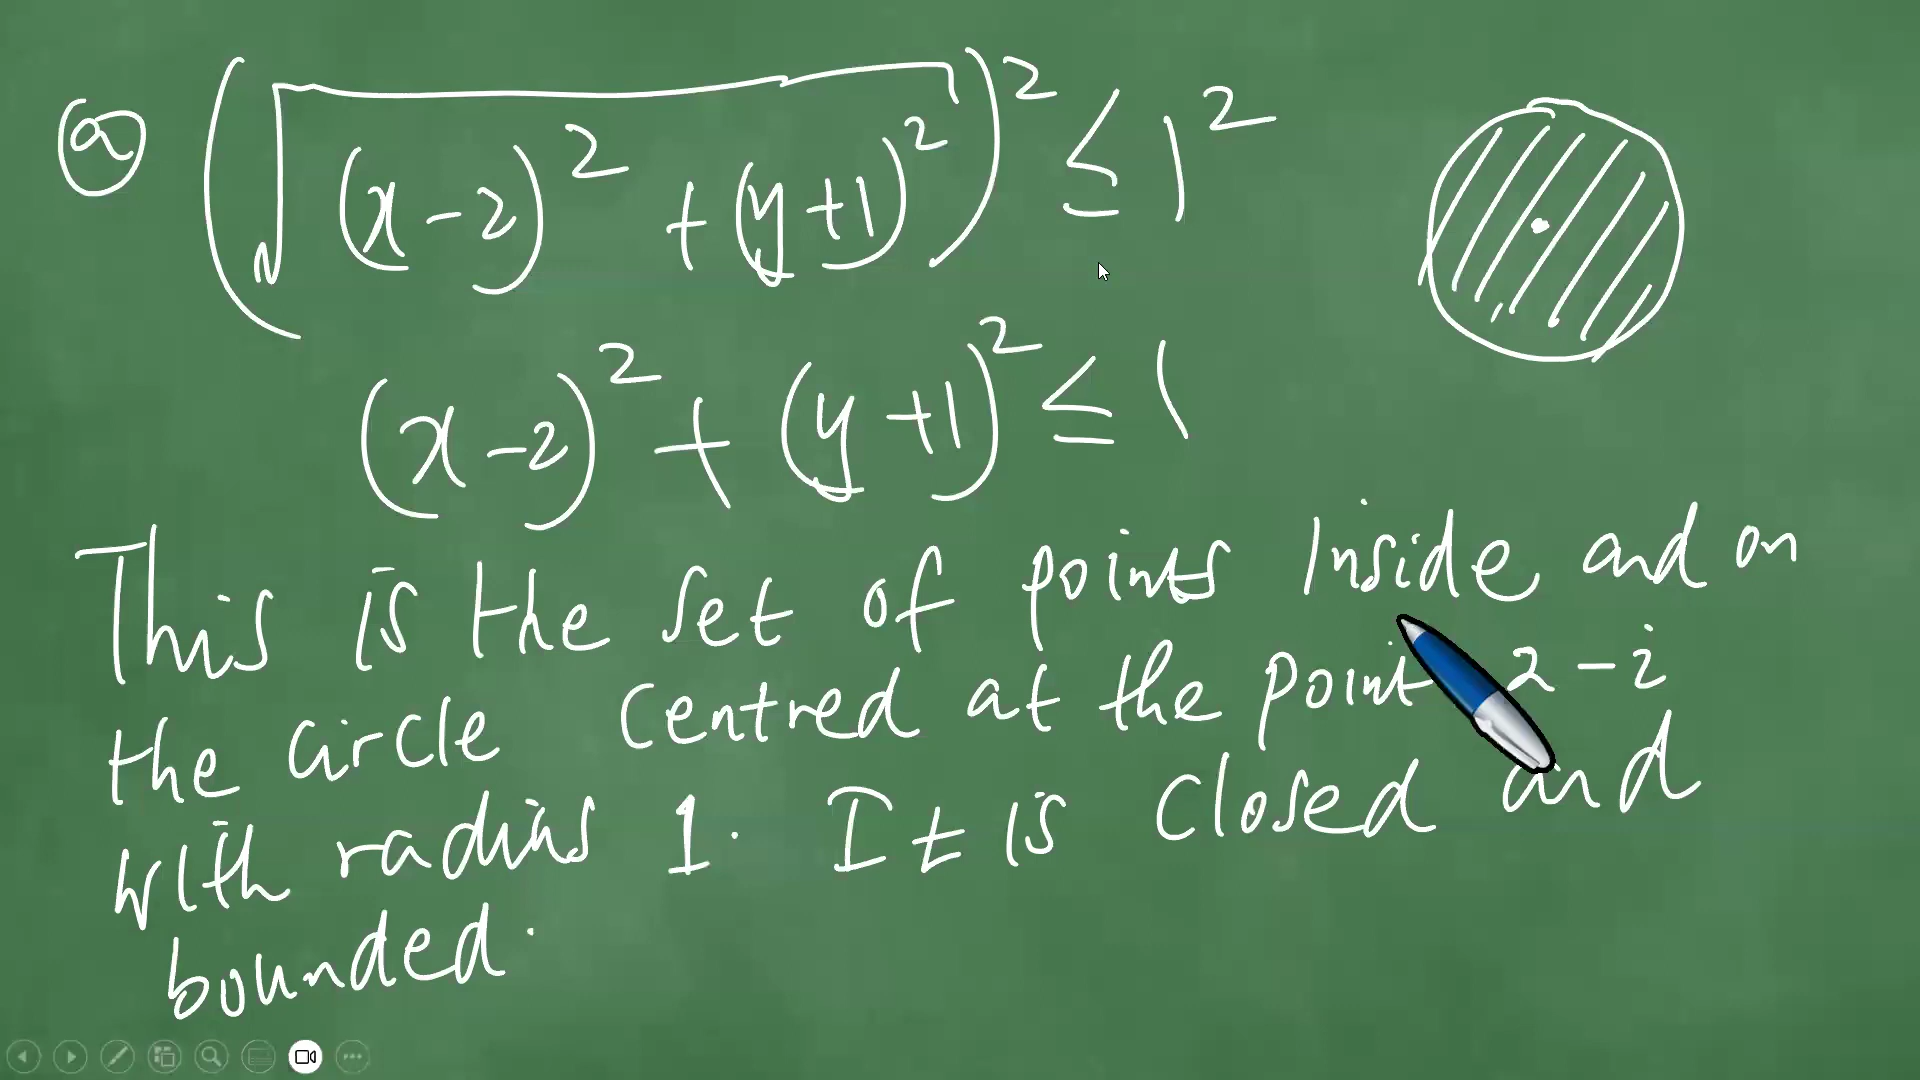 a (√(x-2)² + (y+1)²)² ≤ 1²
(x-2)² + (y+1)² ≤ 1
This is the set of points Inside and on
the circle centred at the point 2-i
with radius 1. It is closed and
bounded.